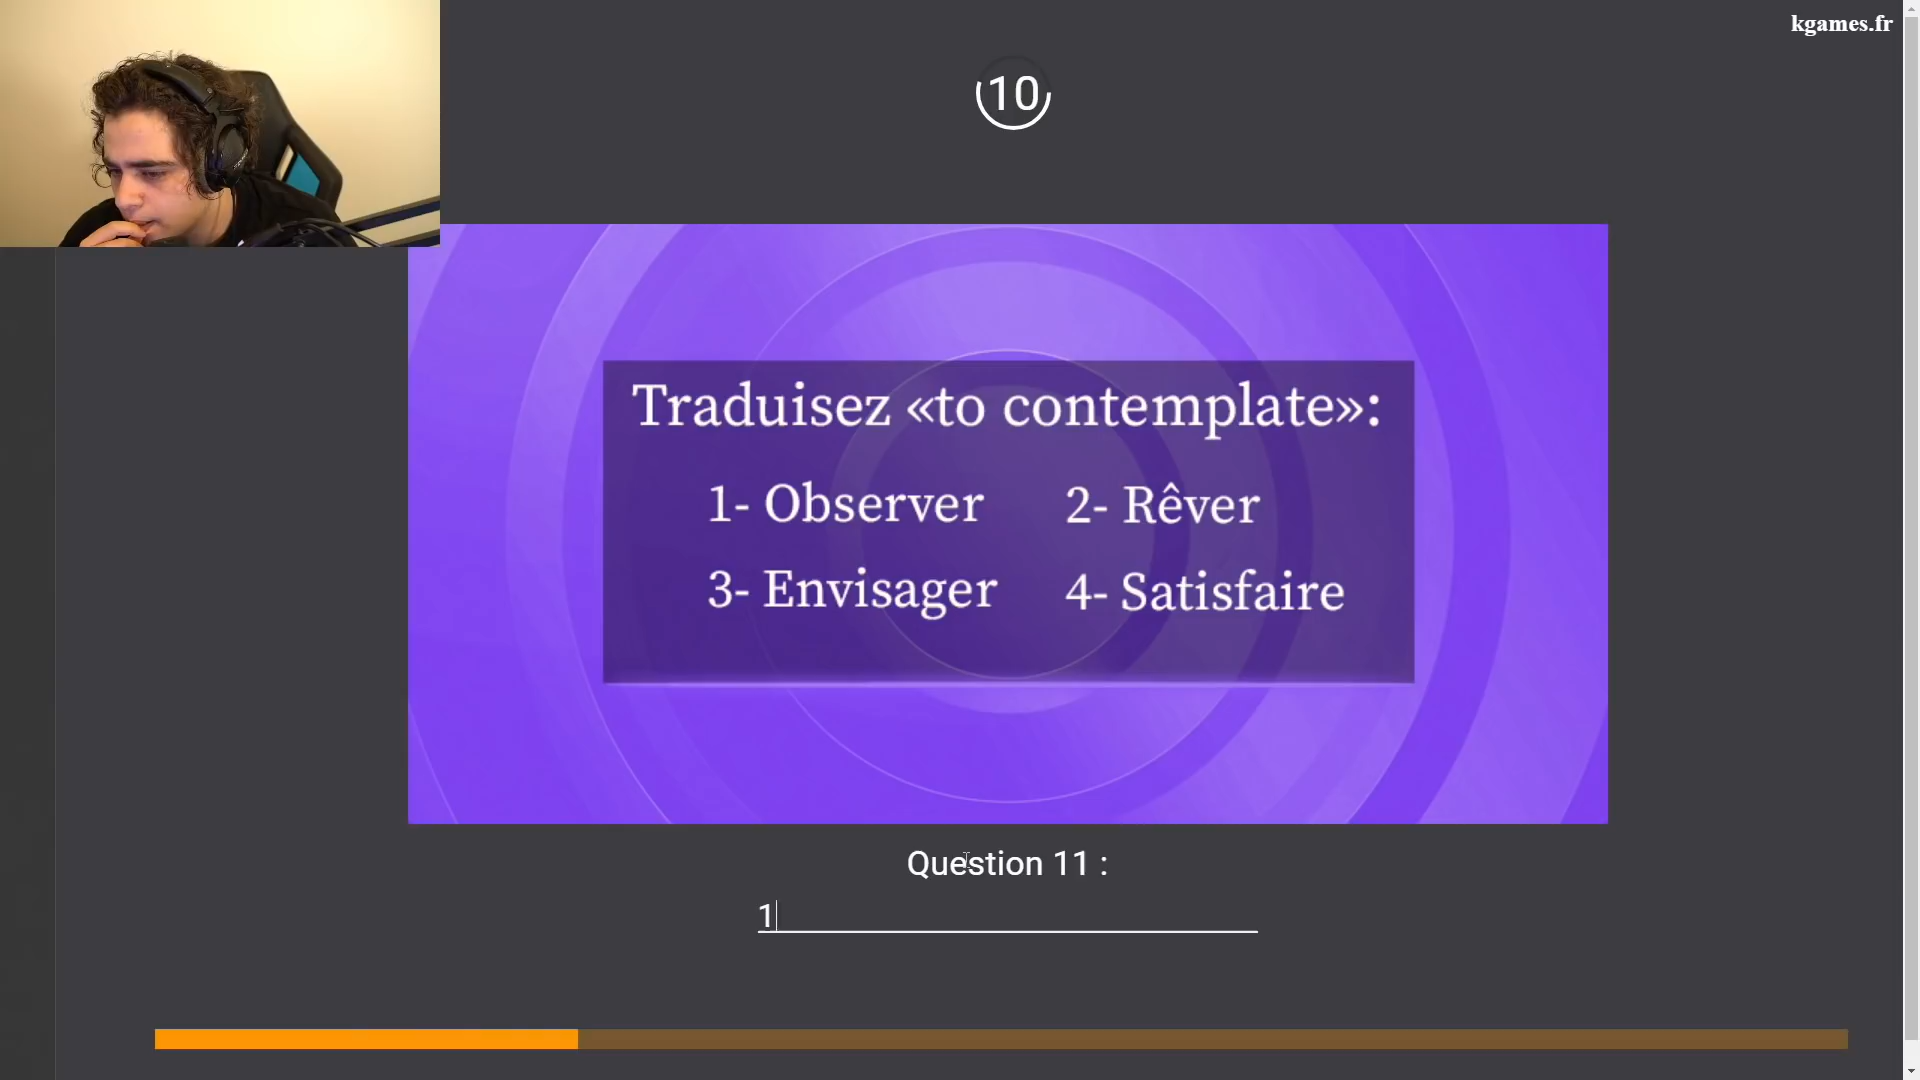 kgames.fr
10
Traduisez «to contemplate»:
1- Observer 2- Rêver
3- Envisager 4- Satisfaire
Question 11 :
1